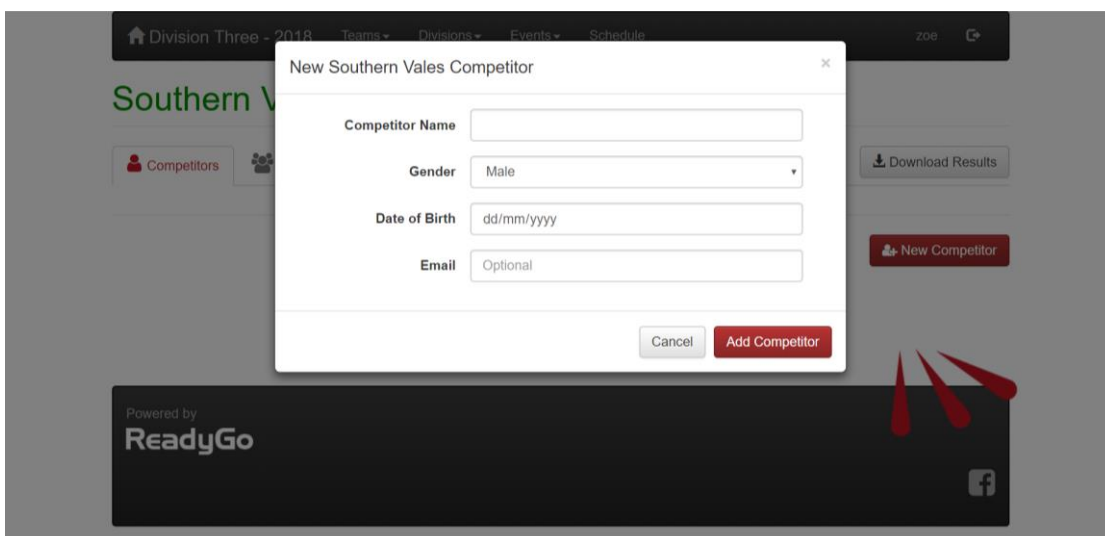 Division Three - 2018 Teams Divisions Events Schedule zoe
New Southern Vales Competitor ×
Southern V
Competitor Name
Competitors
Download Results
Gender Male
Date of Birth dd/mm/yyyy
New Competitor
Email Optional
Cancel Add Competitor
Powered by
ReadyGo